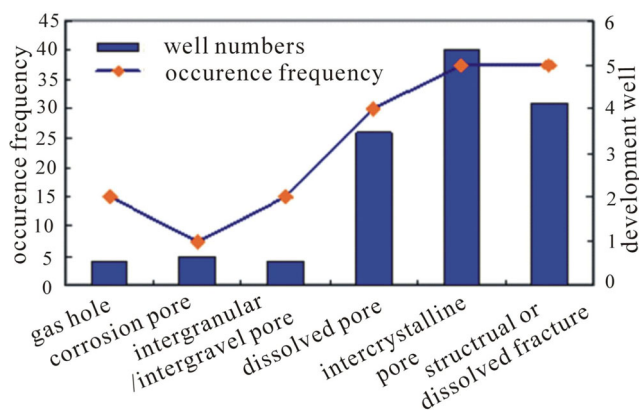 45
40
35
30
25
20
15
10
5
0
occurence frequency
well numbers
occurence frequency
6
5
4
3
2
1
0
development well
gas hole
corrosion pore
intergranular
/intergravel pore
dissolved pore
intercrystalline
pore
structrual or
dissolved fracture